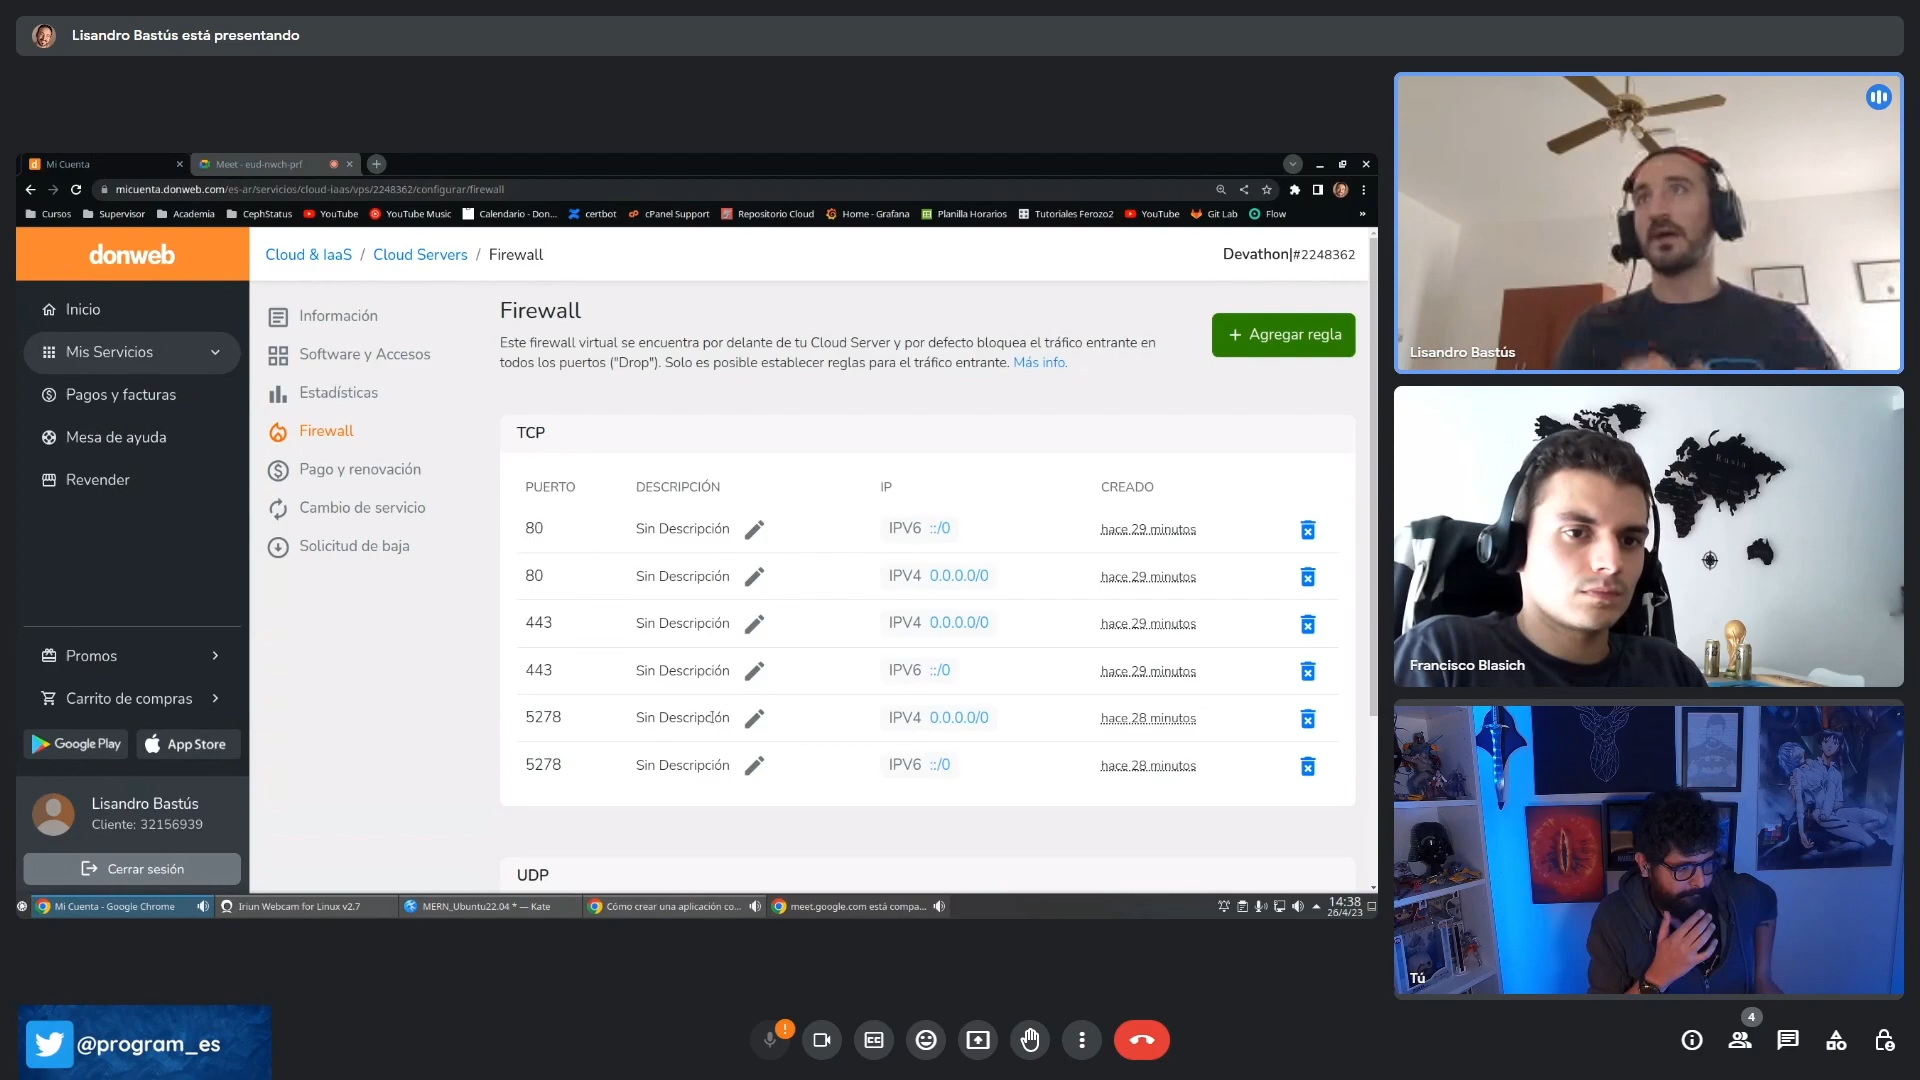 Lisandro Bastús está presentando
Mi Cuenta
Meet - eud-nwch-prf
micuenta.donweb.com/es-ar/servicios/cloud-iaas/vps/2248362/configurar/firewall
Cursos
Supervisor
Academia
CephStatus
YouTube
YouTube Music
Calendario - Don...
certbot
cPanel Support
Repositorio Cloud
Home - Grafana
Planilla Horarios
Tutoriales Ferozo2
YouTube
Git Lab
Flow
»
donweb
Cloud & IaaS / Cloud Servers / Firewall
Devathon|#2248362
Inicio
Mis Servicios
Pagos y facturas
Mesa de ayuda
Revender
Promos
Carrito de compras
Google Play
App Store
Lisandro Bastús
Cliente: 32156939
Cerrar sesión
Información
Software y Accesos
Estadísticas
Firewall
Pago y renovación
Cambio de servicio
Solicitud de baja
Firewall
Este firewall virtual se encuentra por delante de tu Cloud Server y por defecto bloquea el tráfico entrante en
todos los puertos ("Drop"). Solo es posible establecer reglas para el tráfico entrante. Más info.
+ Agregar regla
TCP
PUERTO DESCRIPCIÓN IP CREADO
80 Sin Descripción IPV6 ::/0 hace 29 minutos
80 Sin Descripción IPV4 0.0.0.0/0 hace 29 minutos
443 Sin Descripción IPV4 0.0.0.0/0 hace 29 minutos
443 Sin Descripción IPV6 ::/0 hace 29 minutos
5278 Sin Descripción IPV4 0.0.0.0/0 hace 28 minutos
5278 Sin Descripción IPV6 ::/0 hace 28 minutos
UDP
Mi Cuenta - Google Chrome
Iriun Webcam for Linux v2.7
MERN_Ubuntu22.04 * — Kate
Cómo crear una aplicación co...
meet.google.com está compa...
14:38
26/4/23
Lisandro Bastús
Rusia
Francisco Blasich
Tú
@program_es
!
CC
4